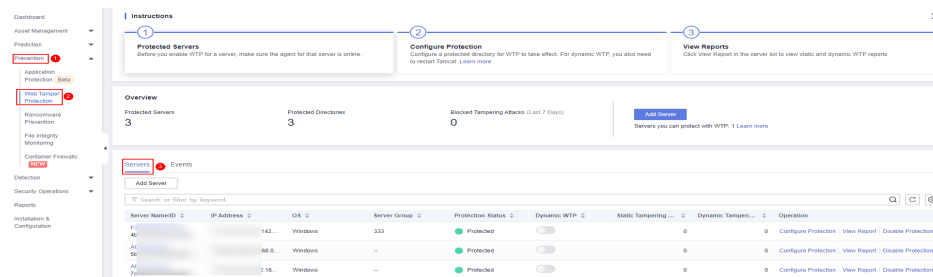 Dashboard
Asset Management
Prediction
Prevention 1
Application
Protection Beta
Web Tamper
Protection
2
Ransomware
Prevention
File Integrity
Monitoring
Container Firewalls
NEW
Detection
Security Operations
Reports
Installation &
Configuration
Instructions
1
Protected Servers
Before you enable WTP for a server, make sure the agent for that server is online.
2
Configure Protection
Configure a protected directory for WTP to take effect. For dynamic WTP, you also need
to restart Tomcat. Learn more
3
View Reports
Click View Report in the server list to view static and dynamic WTP reports.
Overview
Protected Servers
3
Protected Directories
3
Blocked Tampering Attacks (Last 7 Days)
0
Add Server
Servers you can protect with WTP: 1 Learn more
Servers 3 Events
Add Server
Search or filter by keyword.
Server Name/ID IP Address OS Server Group Protection Status Dynamic WTP Static Tampering ... Dynamic Tamperi... Operation
142.... Windows 333 Protected 0 0 Configure Protection View Report Disable Protection
68.0... Windows -- Protected 0 0 Configure Protection View Report Disable Protection
.16... Windows -- Protected 0 0 Configure Protection View Report Disable Protection